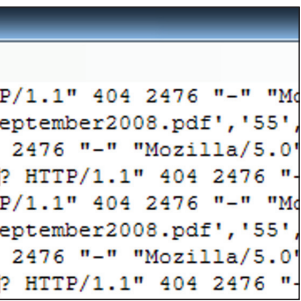 P/1.1" 404 2476 "-" "Mo
eptember2008.pdf','55',
2476 "-" "Mozilla/5.0"
? HTTP/1.1" 404 2476 "-
P/1.1" 404 2476 "-" "Mo
eptember2008.pdf','55',
2476 "-" "Mozilla/5.0"
? HTTP/1.1" 404 2476 "-